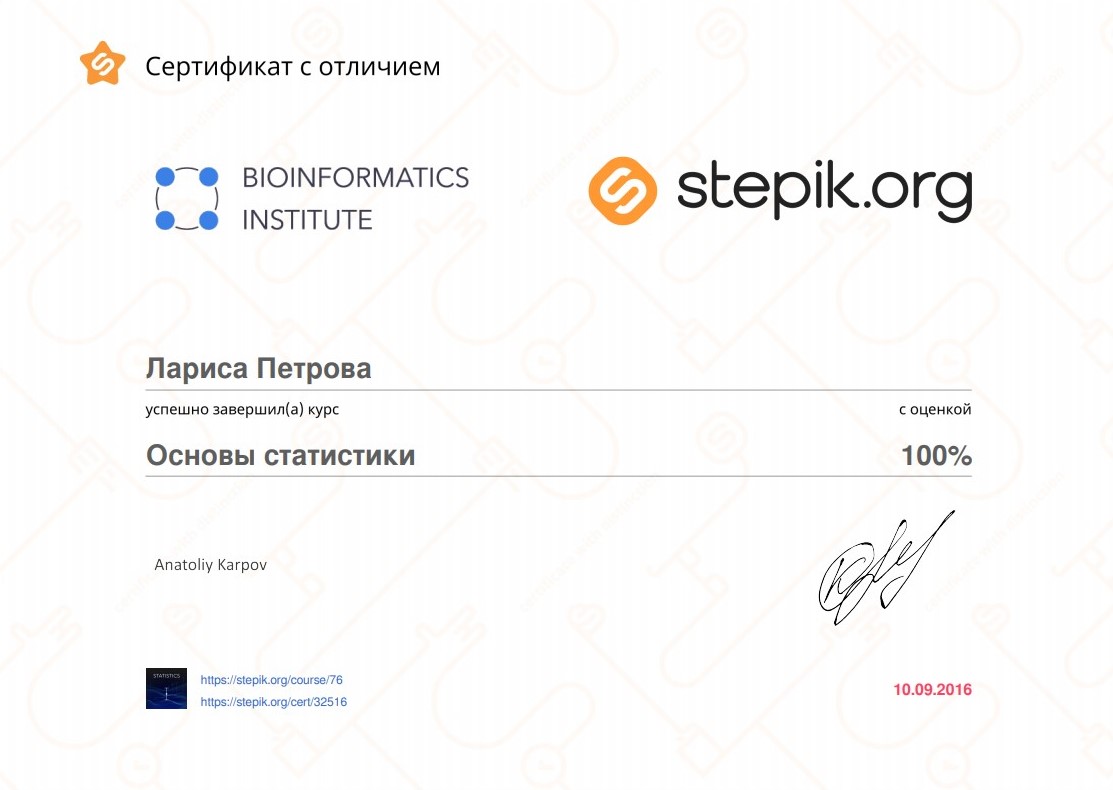 Сертификат с отличием
BIOINFORMATICS
INSTITUTE
stepik.org
Лариса Петрова
успешно завершил(а) курс с оценкой
Основы статистики 100%
Anatoliy Karpov
STATISTICS
https://stepik.org/course/76
https://stepik.org/cert/32516
10.09.2016